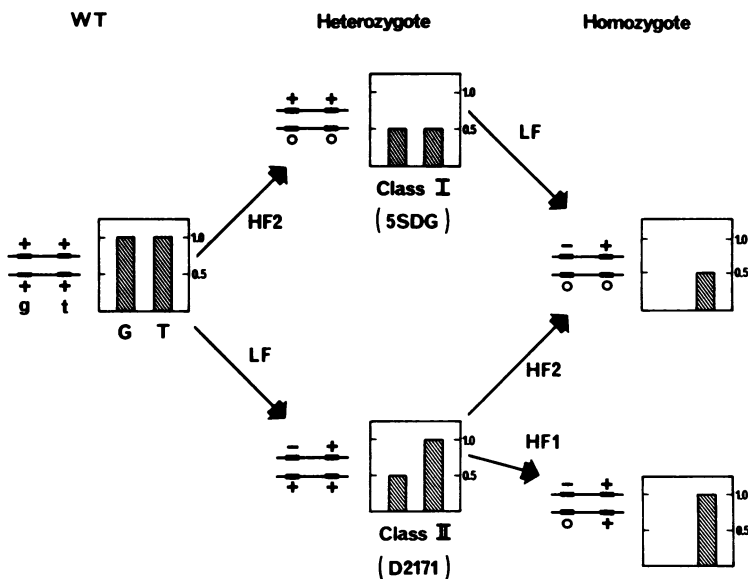 WT Heterozygote Homozygote
+ +
1.0
0.5
O O
Class I
(5SDG)
HF2
LF
+ +
1.0
0.5
+ +
g t
G T
- +
1.0
0.5
O O
LF
HF2
HF1
- +
1.0
0.5
+ +
Class II
(D2171)
- +
1.0
0.5
O +